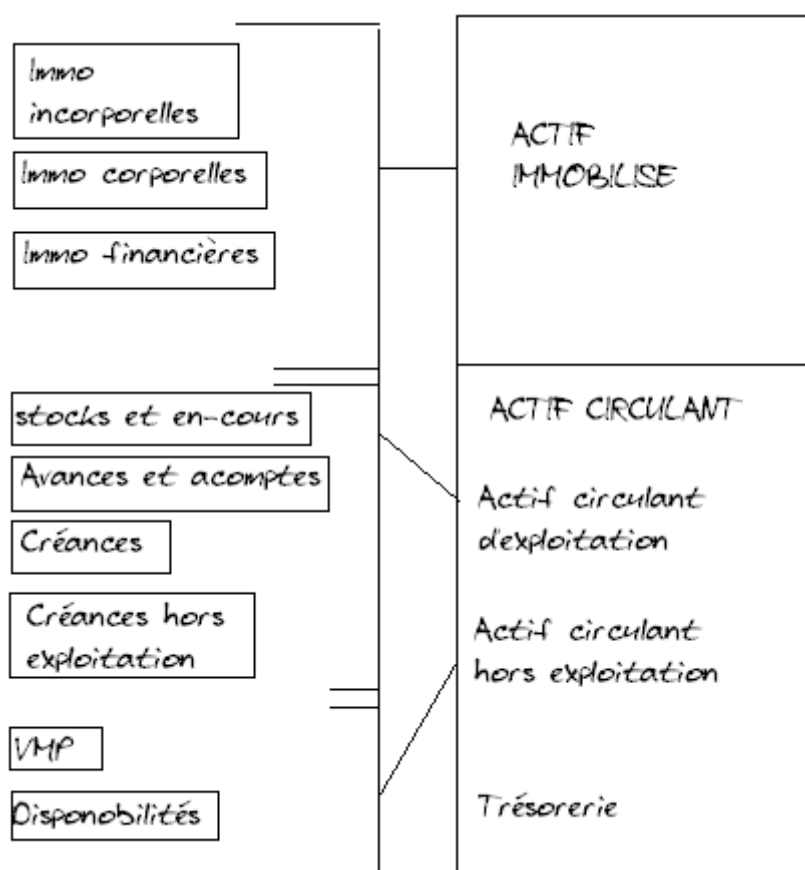 Immo
incorporelles
Immo corporelles
Immo financières
stocks et en-cours
Avances et acomptes
Créances
Créances hors
exploitation
VMP
Disponobilités
ACTIF
IMMOBILISE
ACTIF CIRCULANT
Actif circulant
d'exploitation
Actif circulant
hors exploitation
Trésorerie